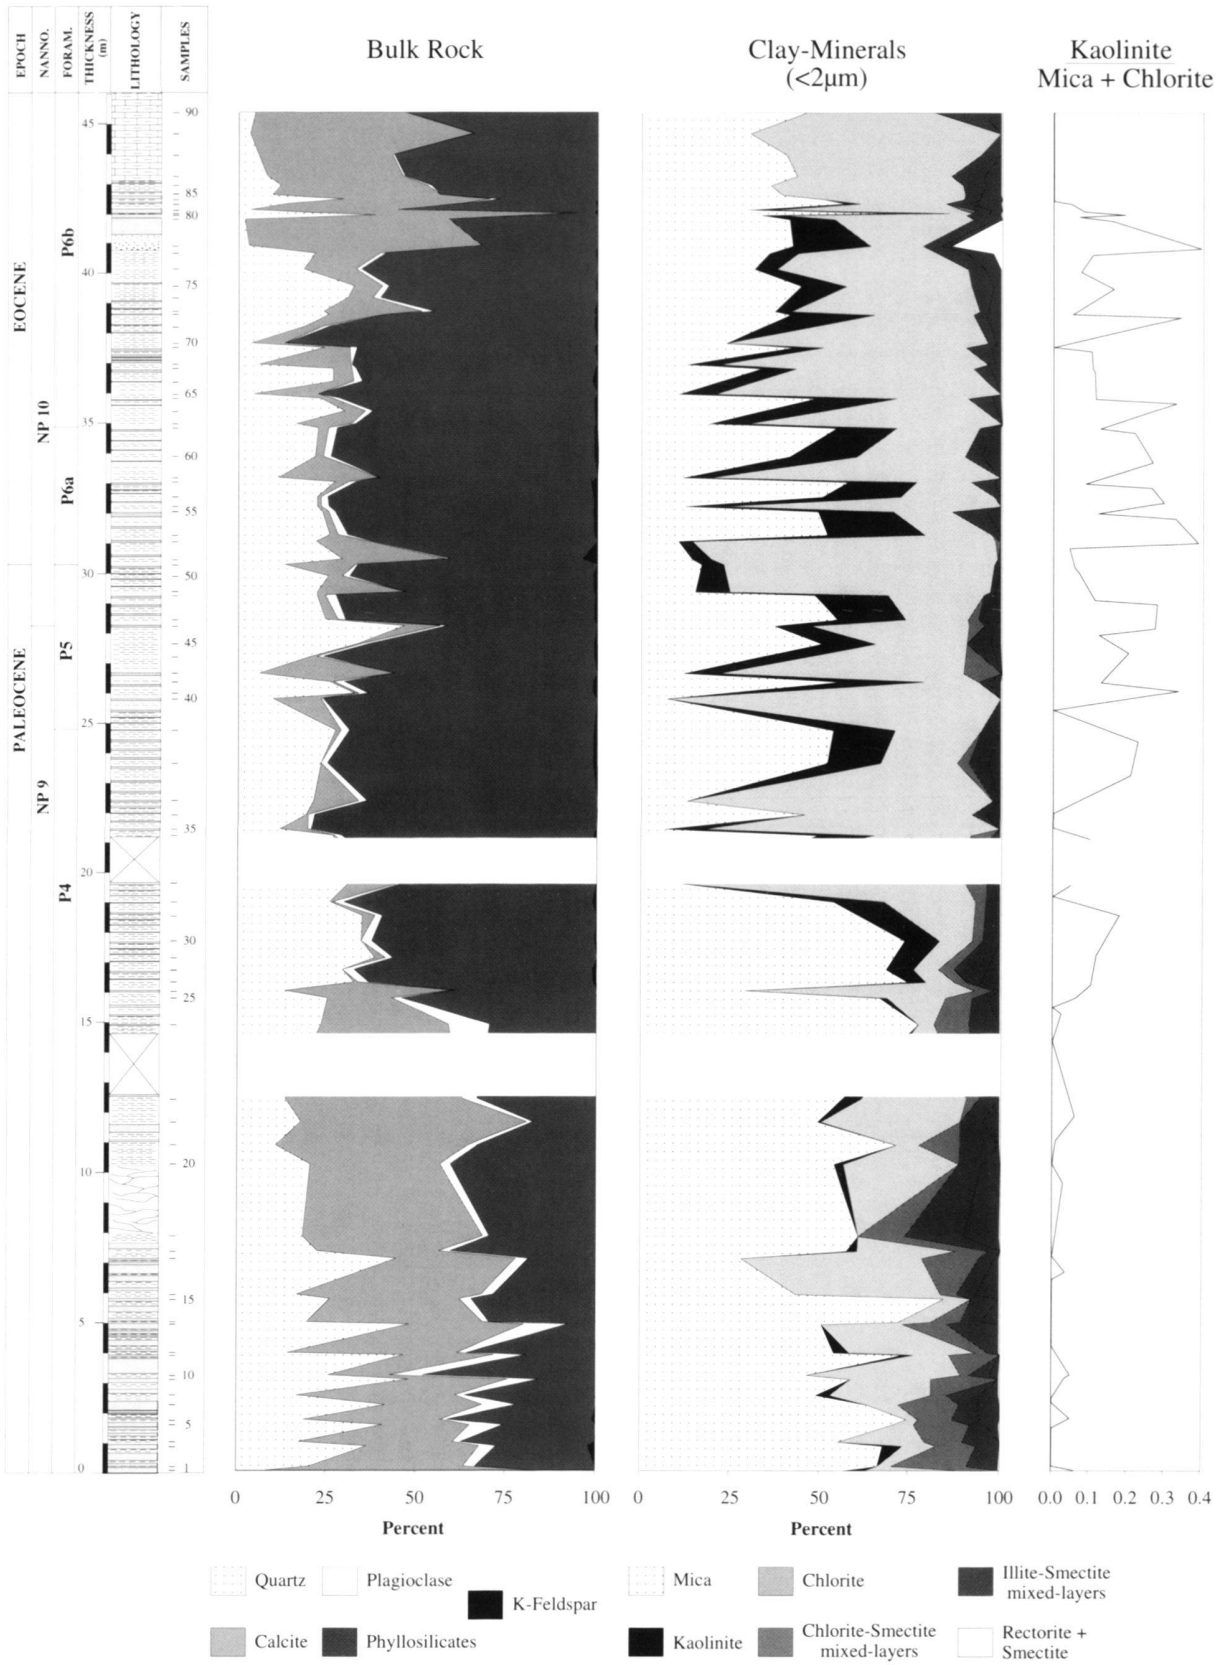 EPOCH
NANNO.
FORAM.
THICKNESS
(m)
LITHOLOGY
SAMPLES
Bulk Rock
Clay-Minerals
(<2µm)
Kaolinite
Mica + Chlorite
EOCENE
PALEOCENE
NP 10
NP 9
P6b
P6a
P5
P4
45
40
35
30
25
20
15
10
5
0
90
85
80
75
70
65
60
55
50
45
40
35
30
25
20
15
10
5
1
0 25 50 75 100
Percent
0 25 50 75 100
Percent
0.0 0.1 0.2 0.3 0.4
Quartz
Plagioclase
K-Feldspar
Calcite
Phyllosilicates
Mica
Chlorite
Illite-Smectite
mixed-layers
Kaolinite
Chlorite-Smectite
mixed-layers
Rectorite +
Smectite